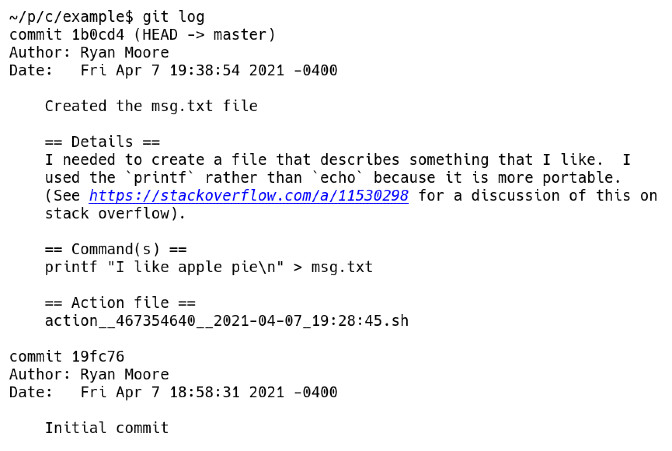 ~/p/c/example$ git log
commit 1b0cd4 (HEAD -> master)
Author: Ryan Moore
Date:   Fri Apr 7 19:38:54 2021 -0400

    Created the msg.txt file

    == Details ==
    I needed to create a file that describes something that I like.  I
    used the `printf` rather than `echo` because it is more portable.
    (See https://stackoverflow.com/a/11530298 for a discussion of this on
    stack overflow).

    == Command(s) ==
    printf "I like apple pie\n" > msg.txt

    == Action file ==
    action__467354640__2021-04-07_19:28:45.sh

commit 19fc76
Author: Ryan Moore
Date:   Fri Apr 7 18:58:31 2021 -0400

    Initial commit